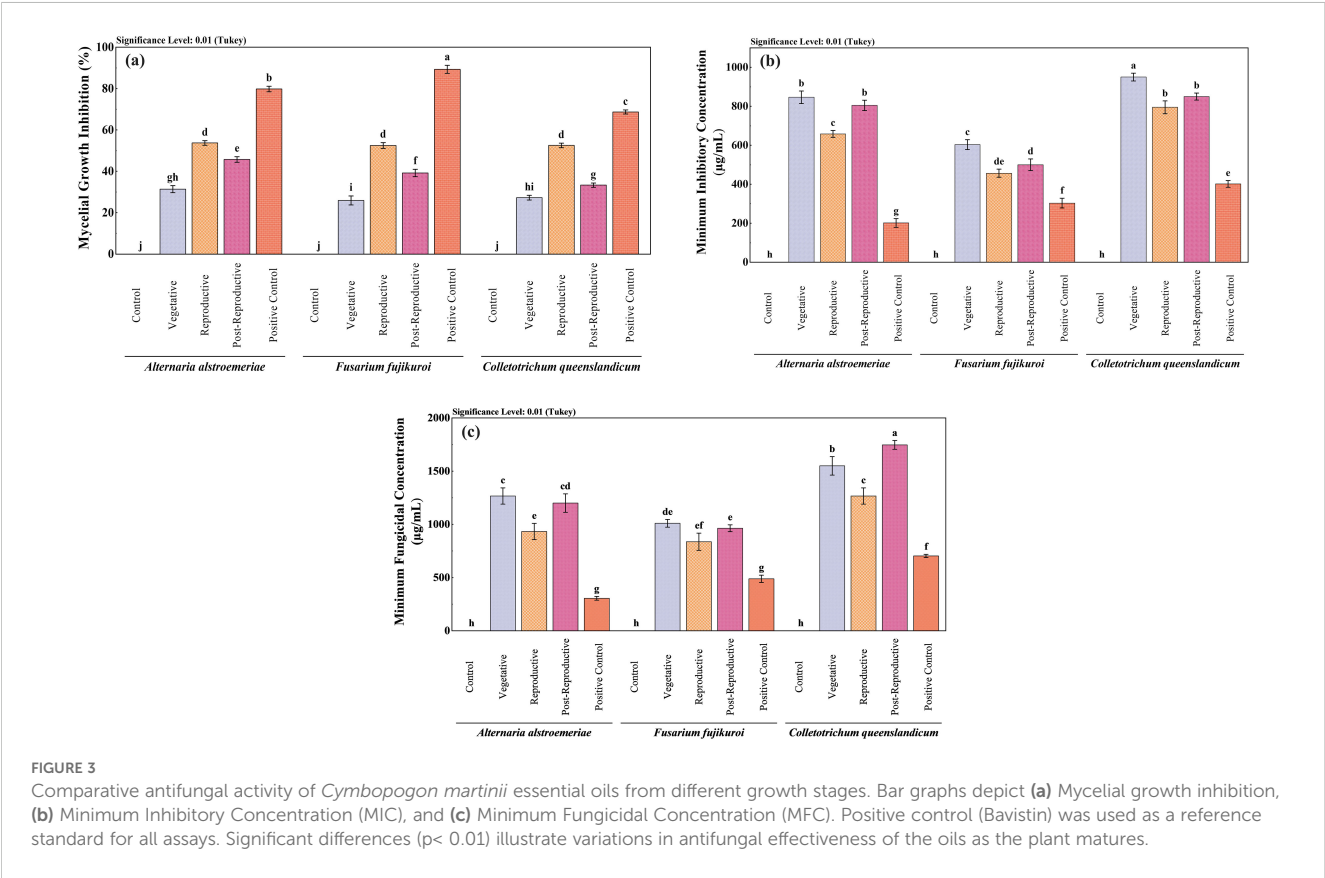 Significance Level: 0.01 (Tukey)
(a)
Mycelial Growth Inhibition (%)
100
80
60
40
20
0
j gh d e b j i d f a j hi d g c
Control Vegetative Reproductive Post-Reproductive Positive Control Control Vegetative Reproductive Post-Reproductive Positive Control Control Vegetative Reproductive Post-Reproductive Positive Control
Alternaria alstroemeriae Fusarium fujikuroi Colletotrichum queenslandicum
Significance Level: 0.01 (Tukey)
(b)
Minimum Inhibitory Concentration
(µg/mL)
1000
800
600
400
200
0
h b c b g h c de d f h a b b e
Control Vegetative Reproductive Post-Reproductive Positive Control Control Vegetative Reproductive Post-Reproductive Positive Control Control Vegetative Reproductive Post-Reproductive Positive Control
Alternaria alstroemeriae Fusarium fujikuroi Colletotrichum queenslandicum
Significance Level: 0.01 (Tukey)
(c)
Minimum Fungicidal Concentration
(µg/mL)
2000
1500
1000
500
0
h c e cd g h de ef e g h b c a f
Control Vegetative Reproductive Post-Reproductive Positive Control Control Vegetative Reproductive Post-Reproductive Positive Control Control Vegetative Reproductive Post-Reproductive Positive Control
Alternaria alstroemeriae Fusarium fujikuroi Colletotrichum queenslandicum
FIGURE 3
Comparative antifungal activity of Cymbopogon martinii essential oils from different growth stages. Bar graphs depict (a) Mycelial growth inhibition,
(b) Minimum Inhibitory Concentration (MIC), and (c) Minimum Fungicidal Concentration (MFC). Positive control (Bavistin) was used as a reference
standard for all assays. Significant differences (p< 0.01) illustrate variations in antifungal effectiveness of the oils as the plant matures.